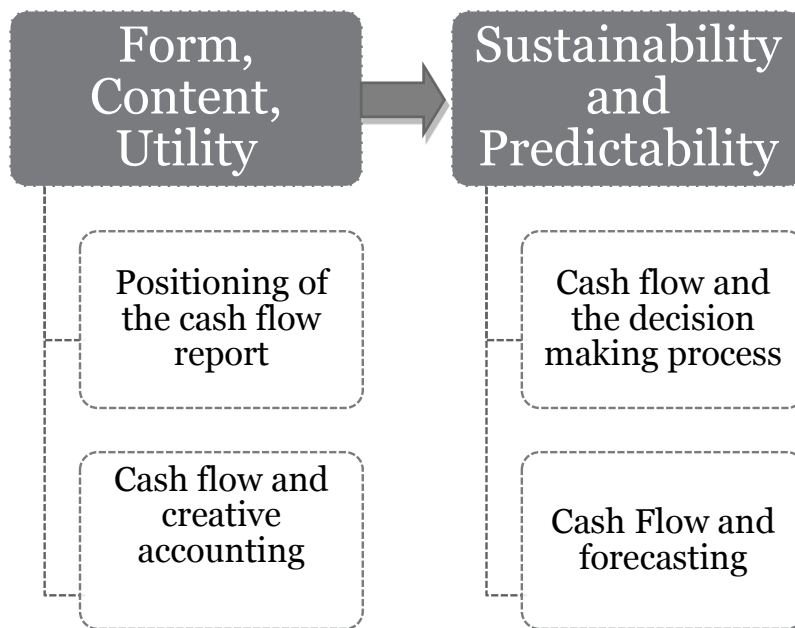 Form,
Content,
Utility
Sustainability
and
Predictability
Positioning of
the cash flow
report
Cash flow and
the decision
making process
Cash flow and
creative
accounting
Cash Flow and
forecasting